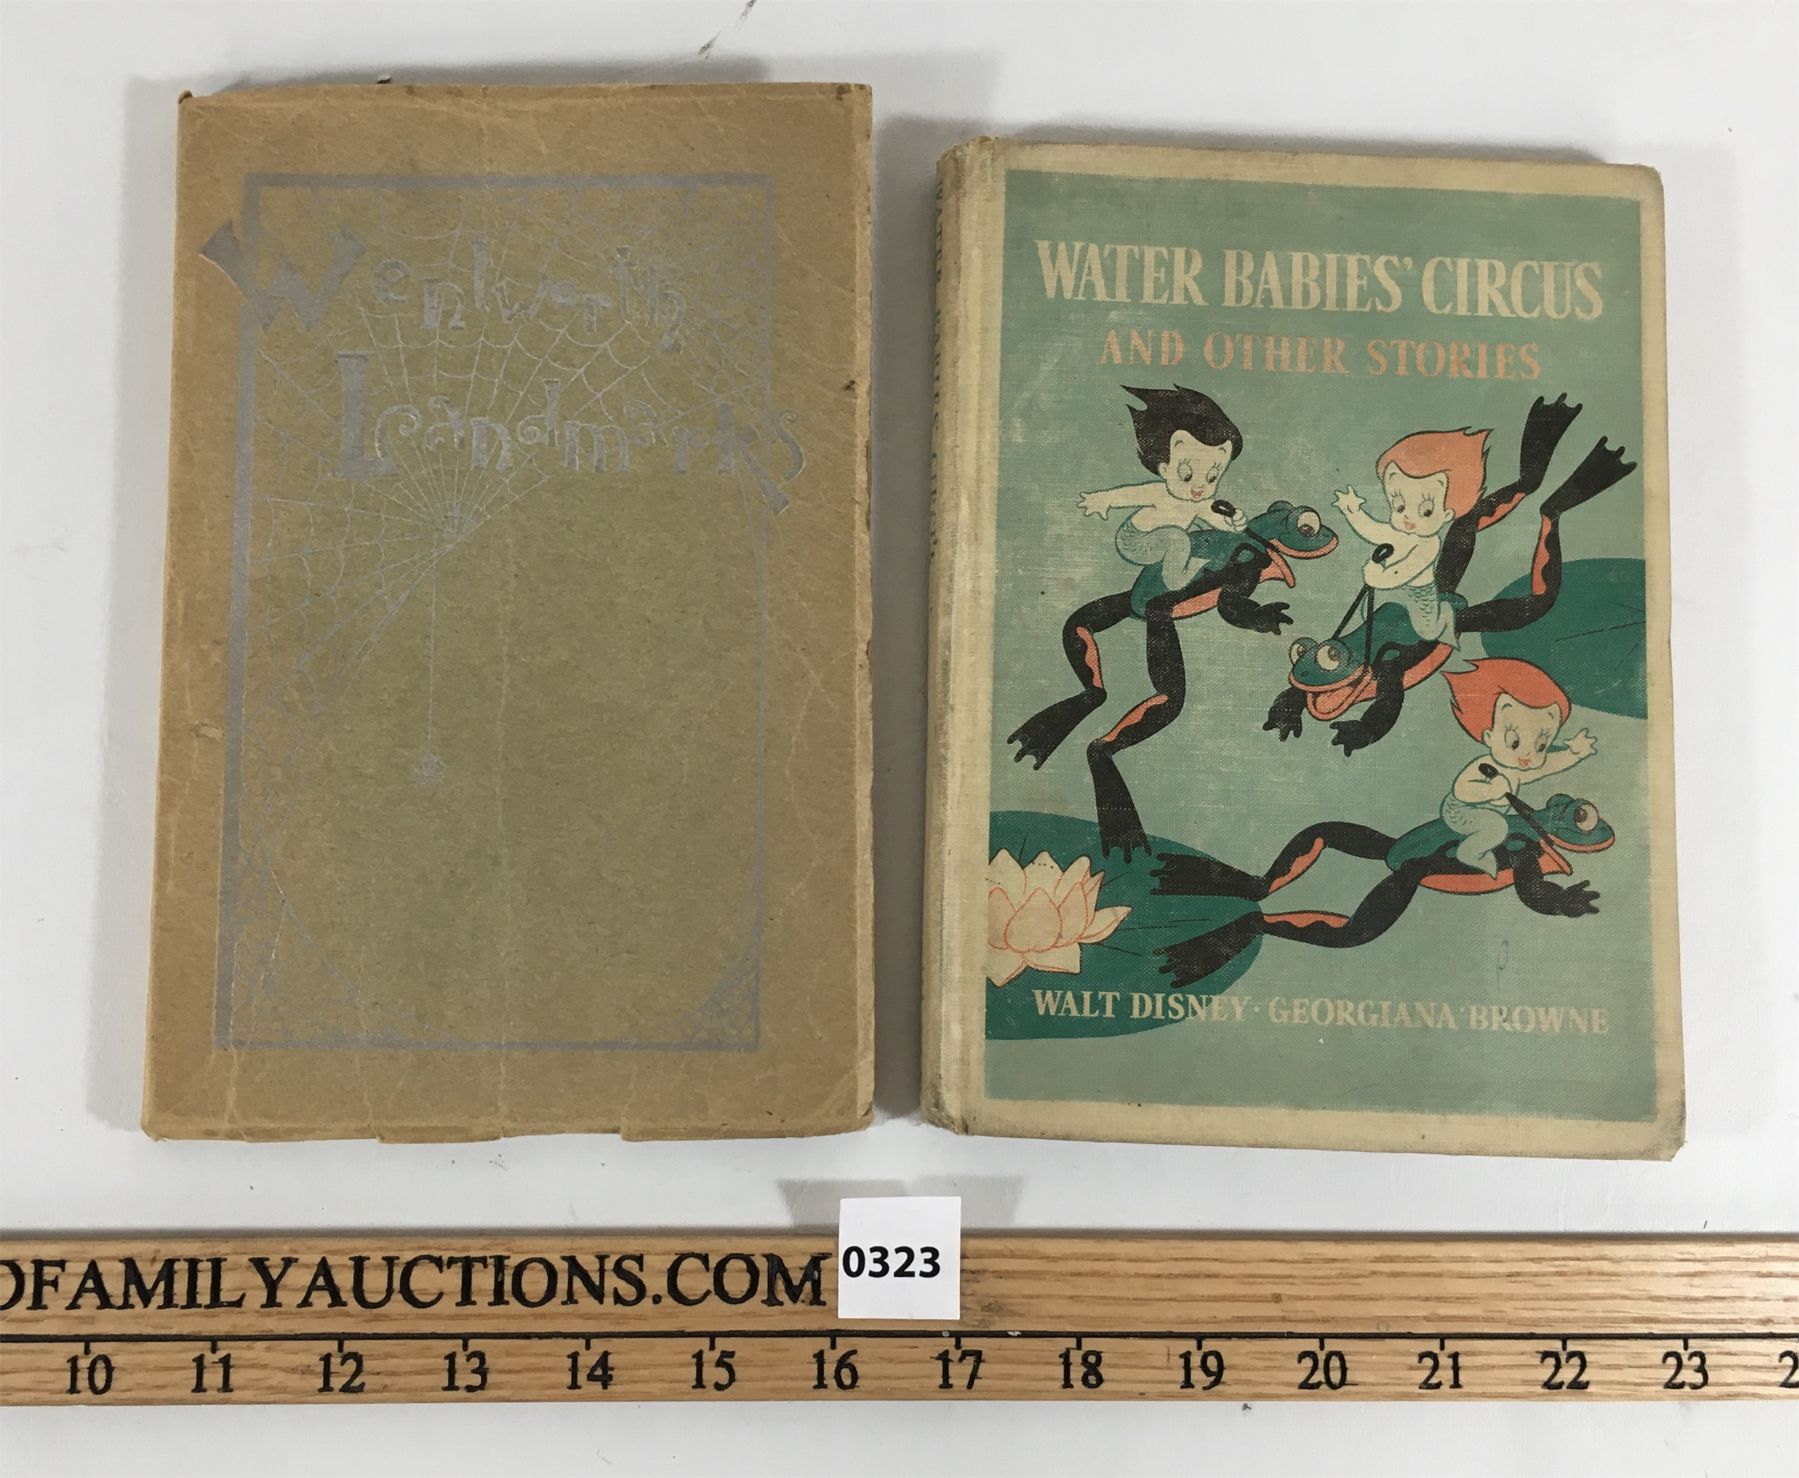 Wentworth
Landmarks
WATER BABIES' CIRCUS
AND OTHER STORIES
WALT DISNEY · GEORGIANA BROWNE
OFAMILYAUCTIONS.COM
0323
10 11 12 13 14 15 16 17 18 19 20 21 22 23